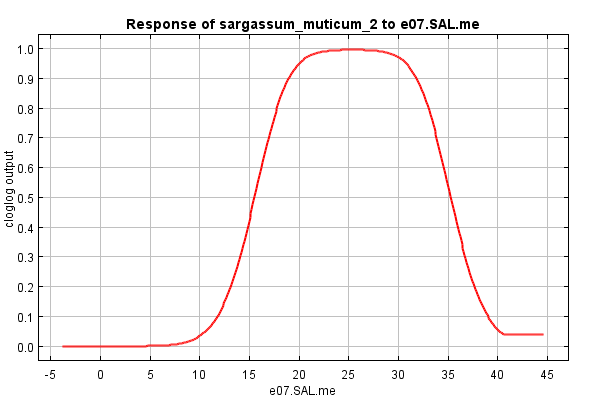 Response of sargassum_muticum_2 to e07.SAL.me
1.0
0.9
0.8
0.7
0.6
0.5
0.4
0.3
0.2
0.1
0.0
cloglog output
-5 0 5 10 15 20 25 30 35 40 45
e07.SAL.me